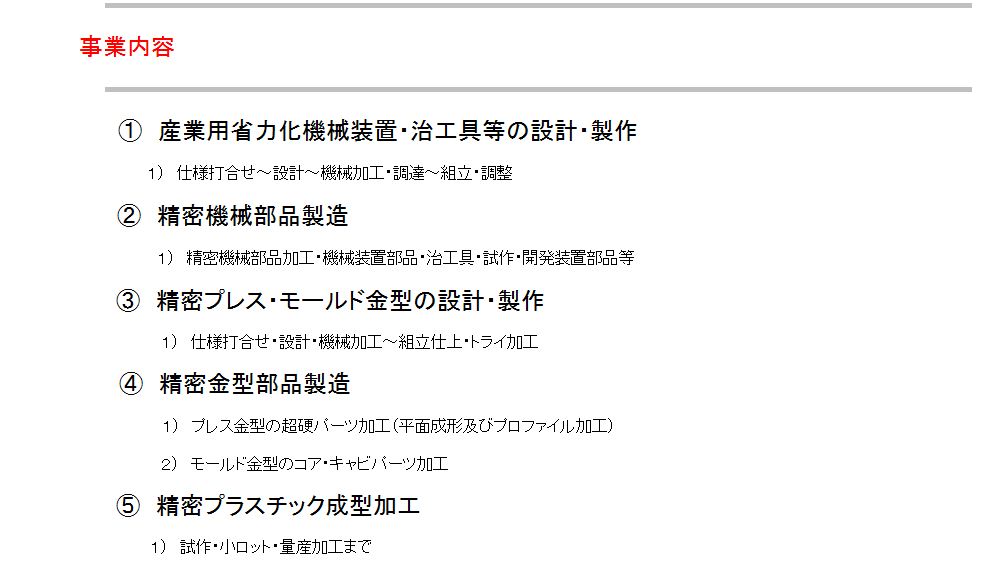 事業内容
① 産業用省力化機械装置・治工具等の設計・製作
1） 仕様打合せ～設計～機械加工・調達～組立・調整
② 精密機械部品製造
1） 精密機械部品加工・機械装置部品・治工具・試作・開発装置部品等
③ 精密プレス・モールド金型の設計・製作
1） 仕様打合せ・設計・機械加工～組立仕上・トライ加工
④ 精密金型部品製造
1） プレス金型の超硬パーツ加工（平面成形及びプロファイル加工）
2） モールド金型のコア・キャビパーツ加工
⑤ 精密プラスチック成型加工
1） 試作・小ロット・量産加工まで